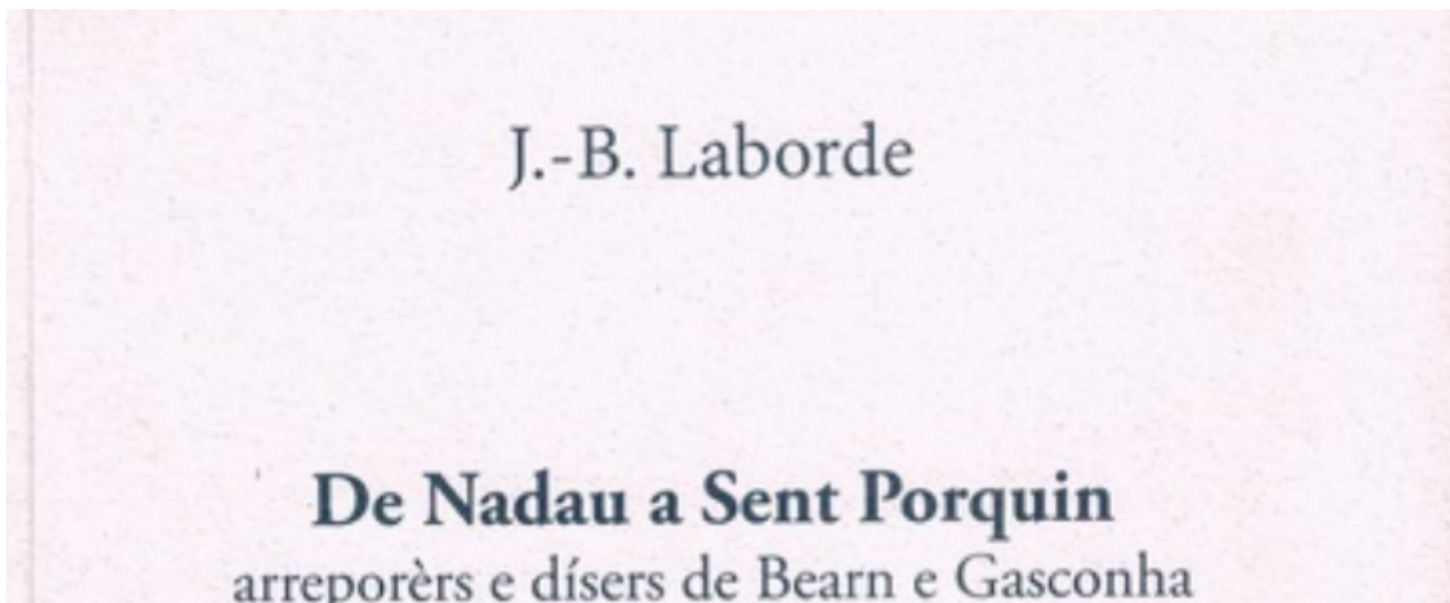 J.-B. Laborde
De Nadau a Sent Porquin
arreporèrs e dísers de Bearn e Gasconha